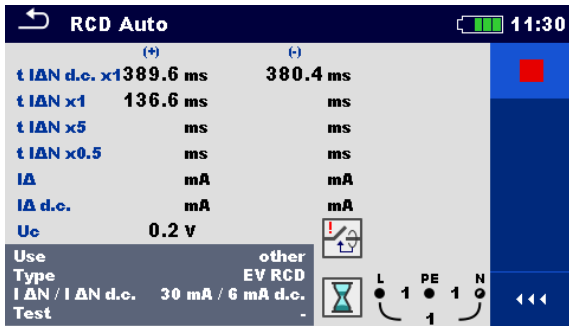 RCD Auto 11:30
(+) (-)
t IΔN d.c. x1 389.6 ms 380.4 ms
t IΔN x1 136.6 ms ms
t IΔN x5 ms ms
t IΔN x0.5 ms ms
IΔ mA mA
IΔ d.c. mA mA
Uc 0.2 V
Use other
Type EV RCD
I ΔN / I ΔN d.c. 30 mA / 6 mA d.c.
Test -
L PE N
1 1
1